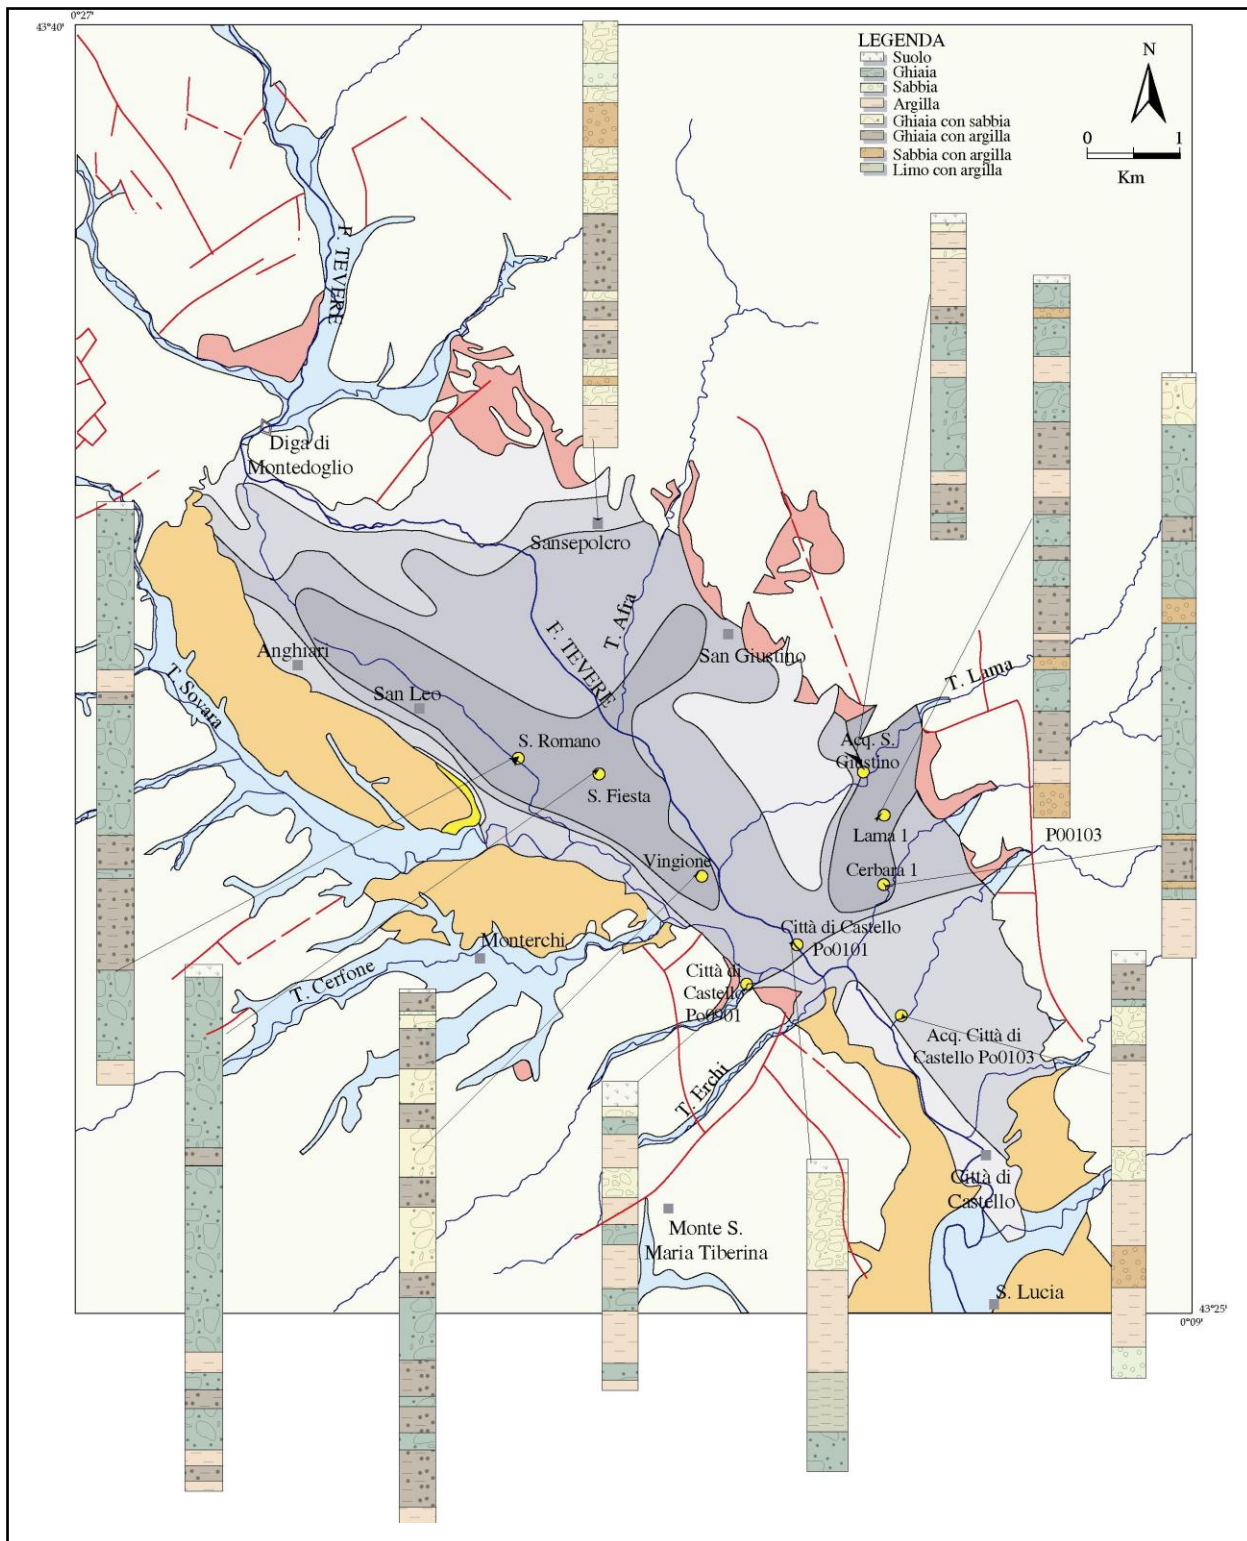 0°27'
43°40'
LEGENDA
Suolo
Ghiaia
Sabbia
Argilla
Ghiaia con sabbia
Ghiaia con argilla
Sabbia con argilla
Limo con argilla
N
0 1
Km
F. TEVERE
Diga di
Montedoglio
Sansepolcro
T. Afra
F. TEVERE
San Giustino
Anghiari
T. Sovara
San Leo
T. Lama
S. Romano
Acq. S.
Giustino
S. Fiesta
Lama 1
P00103
Vingione
Cerbara 1
Città di Castello
Po0101
Monterchi
T. Cerfone
Città di
Castello
Po0901
Acq. Città di
Castello Po0103
T. Erchi
Città di
Castello
Monte S.
Maria Tiberina
S. Lucia
43°25'
0°09'